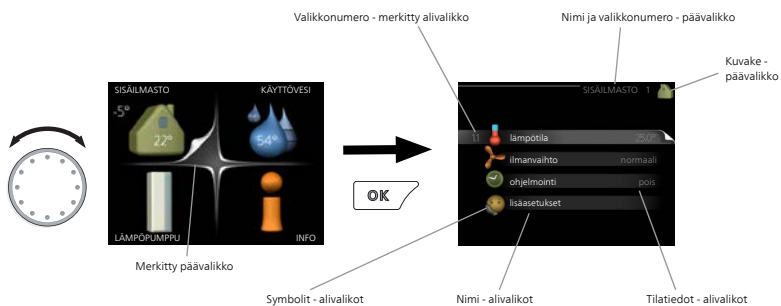 Valikkonumero - merkitty alivalikko
Nimi ja valikkonumero - päävalikko
Kuvake -
päävalikko
SISÄILMASTO
KÄYTTÖVESI
-5°
22°
54°
LÄMPÖPUMPPU
INFO
Merkitty päävalikko
OK
SISÄILMASTO 1
1.1 lämpötila 25.0°
ilmanvaihto normaali
ohjelmointi pois
lisäasetukset
Symbolit - alivalikot
Nimi - alivalikot
Tilatiedot - alivalikot